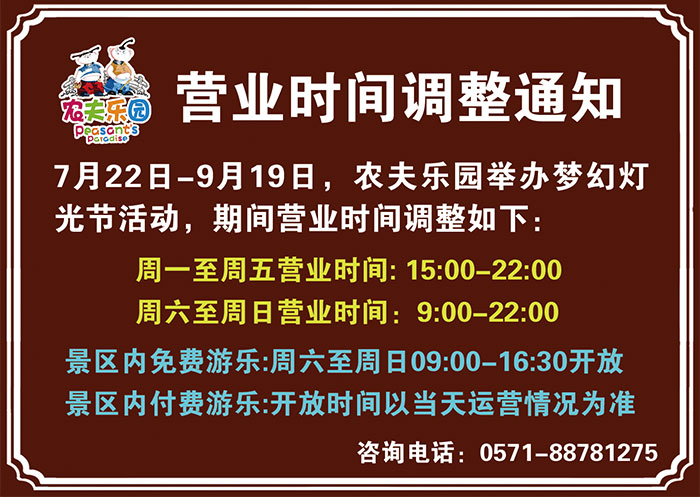 农夫乐园
Peasant's
Paradise
营业时间调整通知
7月22日-9月19日，农夫乐园举办梦幻灯
光节活动，期间营业时间调整如下：
周一至周五营业时间: 15:00-22:00
周六至周日营业时间：9:00-22:00
景区内免费游乐:周六至周日09:00-16:30开放
景区内付费游乐:开放时间以当天运营情况为准
咨询电话：0571-88781275